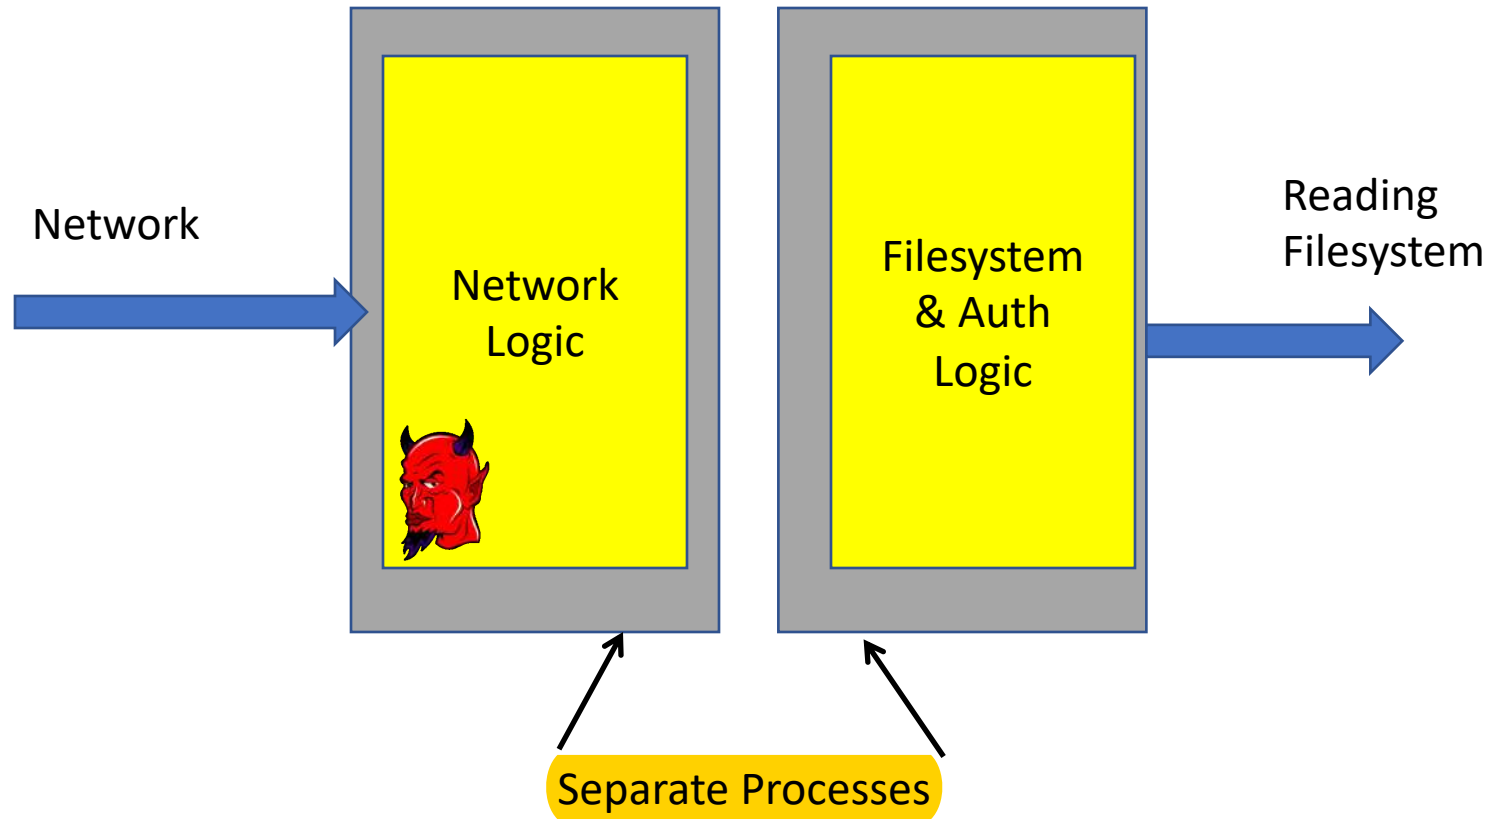 Network
Network
Logic
Filesystem
& Auth
Logic
Reading
Filesystem
Separate Processes